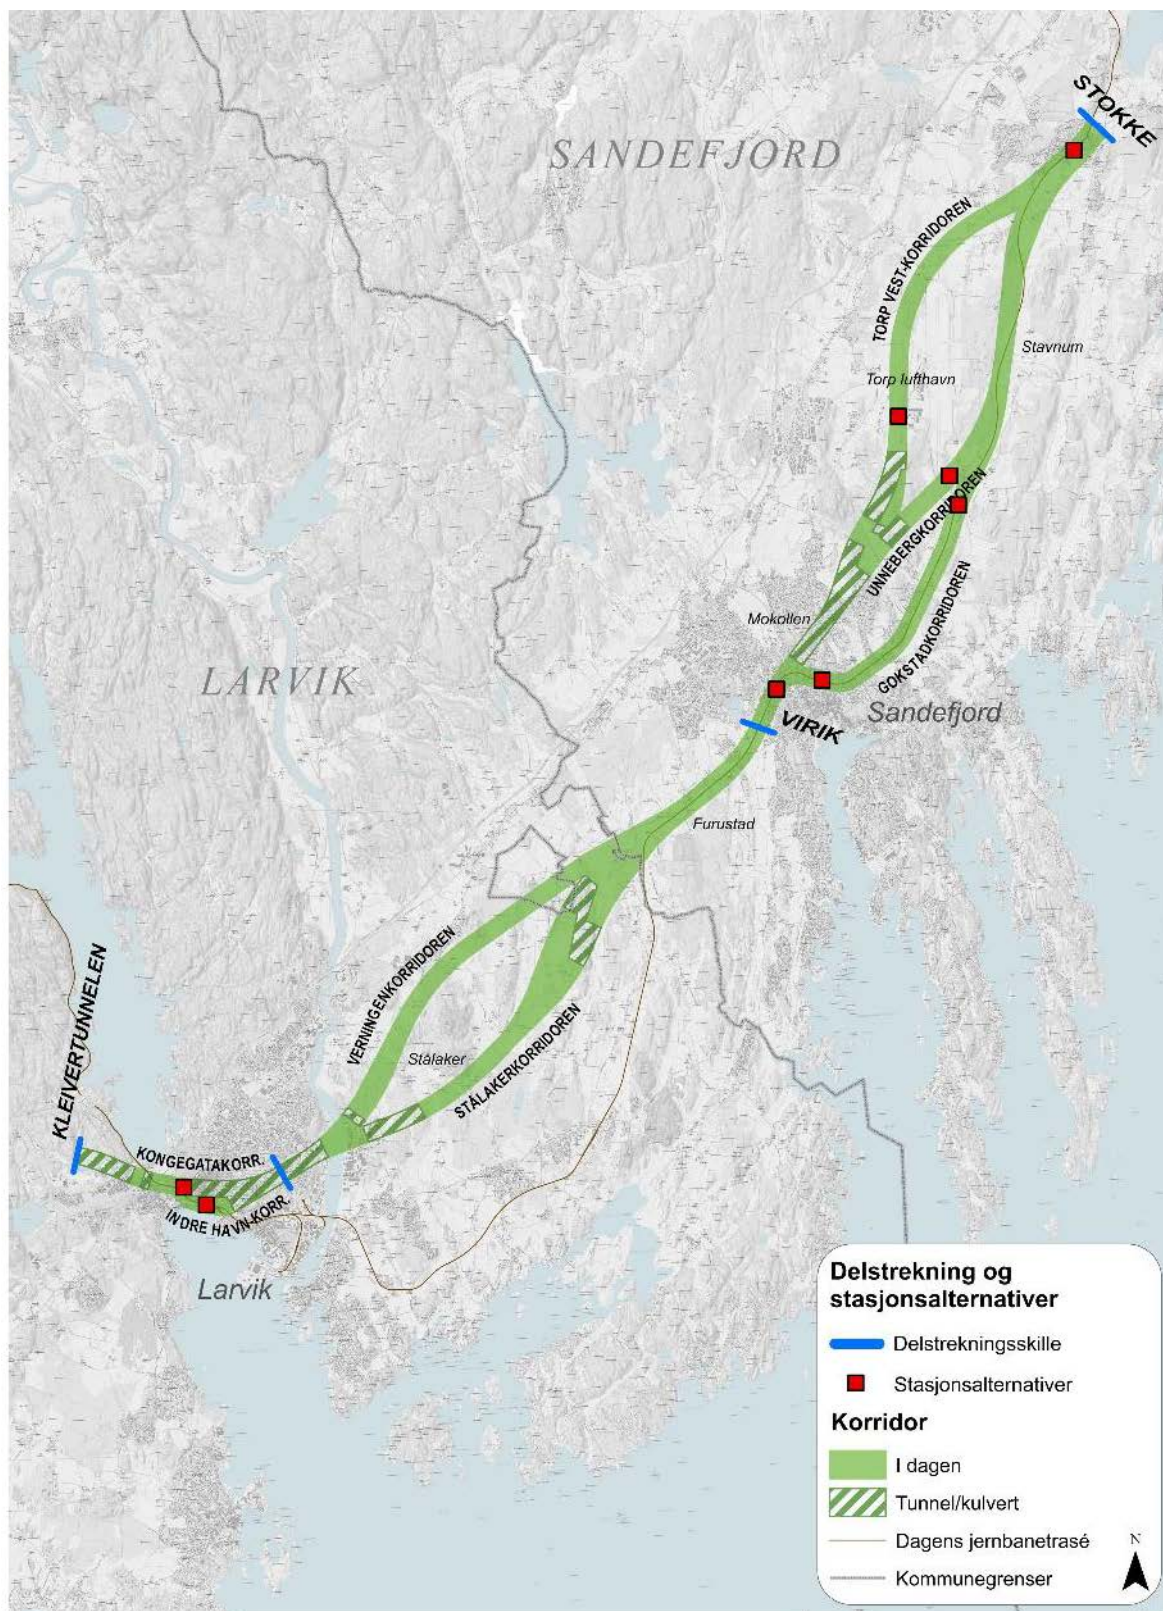 STOKKE
SANDEFJORD
TORP VEST-KORRIDOREN
Stavnum
Torp lufthavn
UNNEBERGKORRIDOREN
Mokollen
GOKSTADKORRIDOREN
LARVIK
Sandefjord
VIRIK
Furustad
VERNINGENKORRIDOREN
Stålaker
STÅLAKERKORRIDOREN
KLEIVERTUNNELEN
KONGEGATAKORR.
INDRE HAVN-KORR.
Larvik
Delstrekning og
stasjonsalternativer
Delstrekningsskille
Stasjonsalternativer
Korridor
I dagen
Tunnel/kulvert
Dagens jernbanetrasé
Kommunegrenser
N